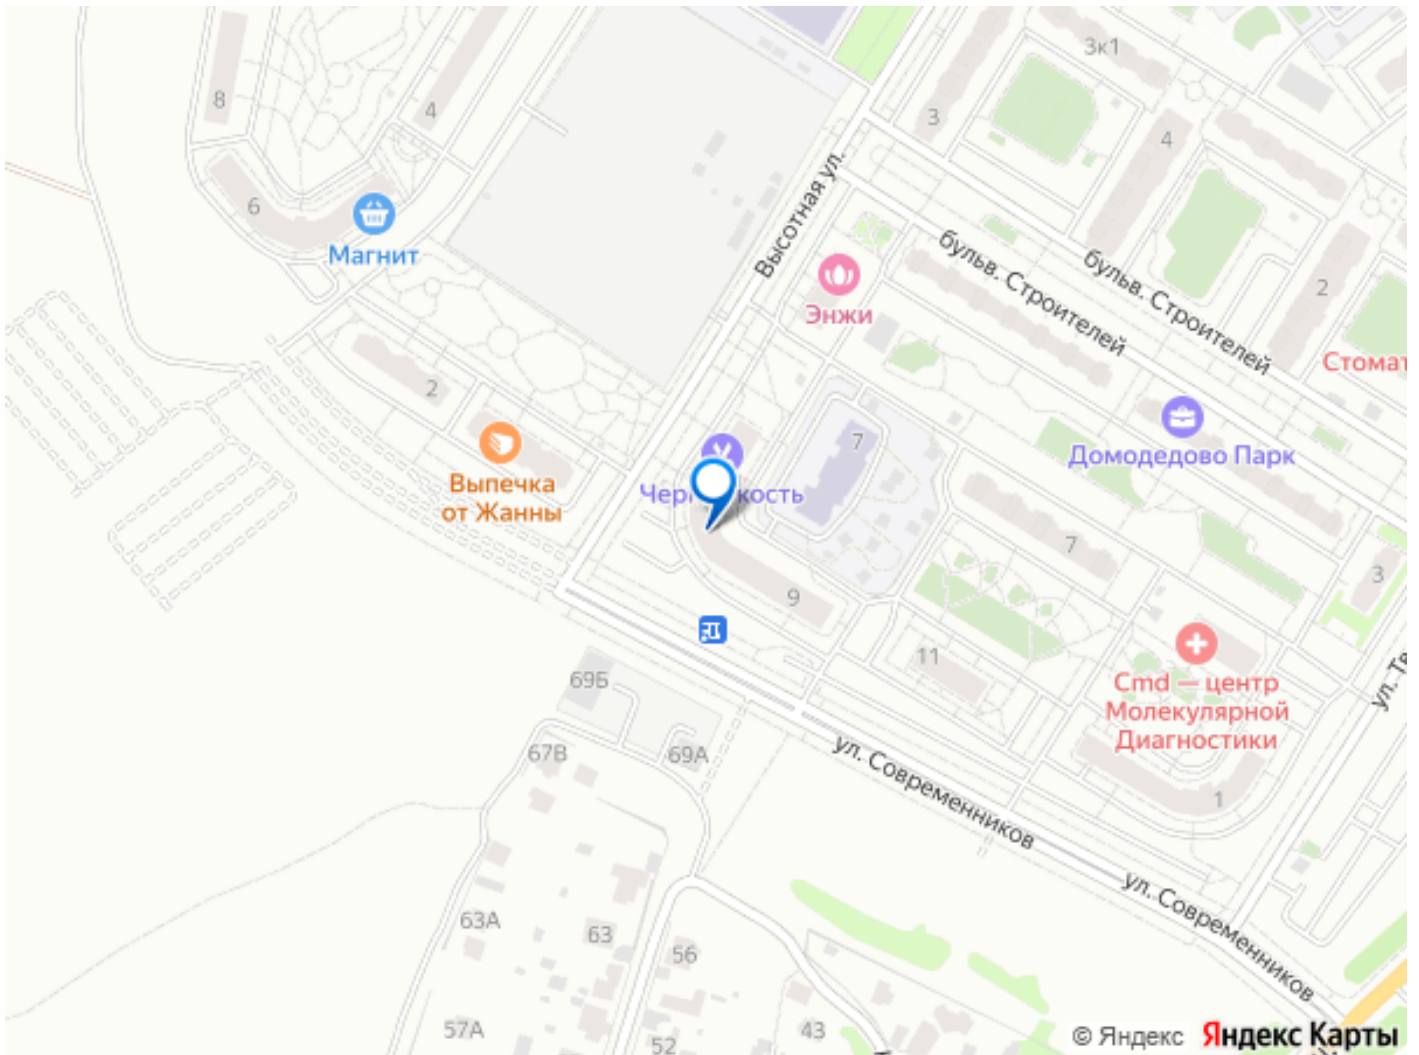 3к1
8
4
3
4
Высотная ул.
6
Магнит
бульв. Строителей
бульв. Строителей
2
Энжи
Стомат
2
7
Домодедово Парк
Выпечка
от Жанны
7
3
9
11
69Б
Cmd — центр
Молекулярной
Диагностики
67В
69А
ул. Современников
ул. Тв
1
ул. Современников
63А
63
56
57А
52
43
© Яндекс Яндекс Карты